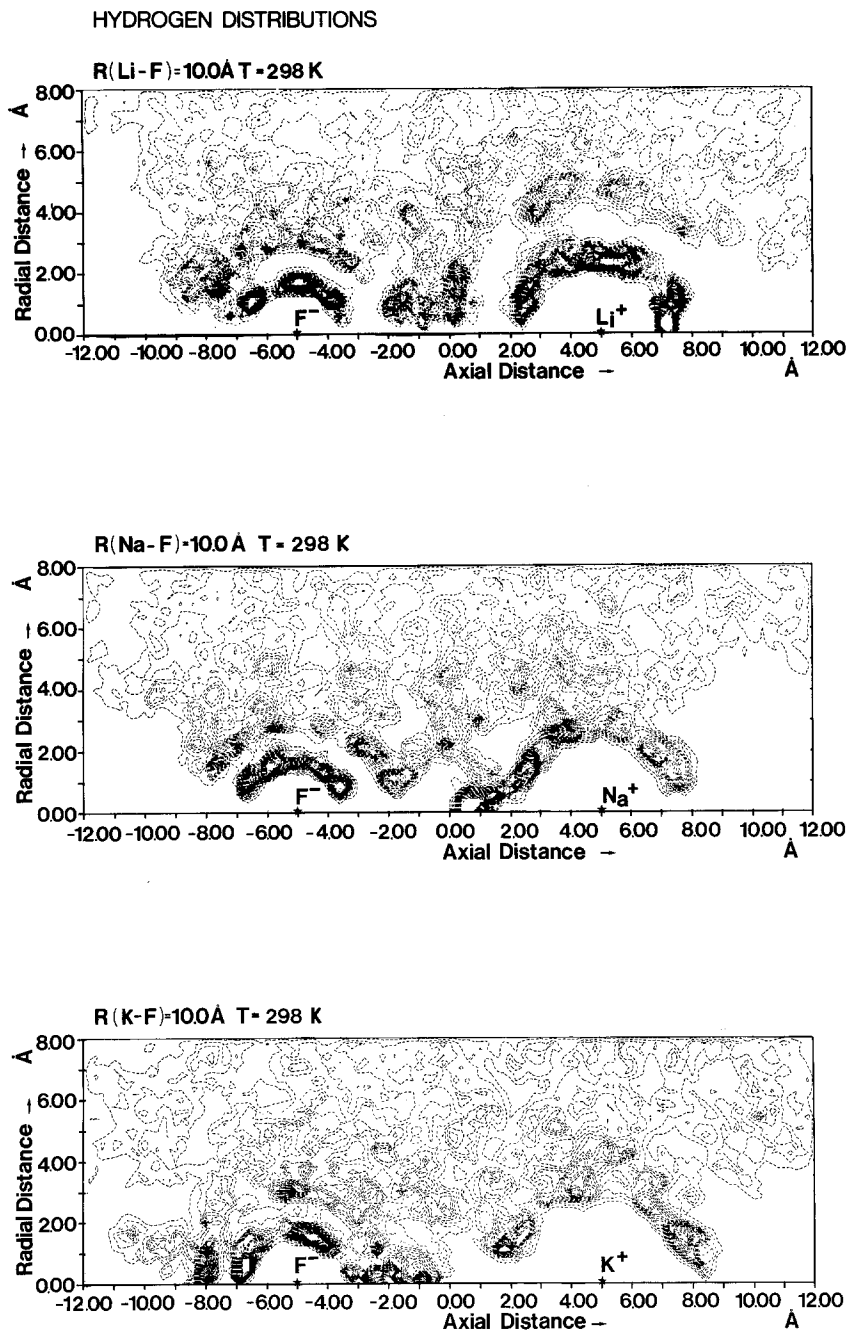 HYDROGEN DISTRIBUTIONS
R(Li-F)=10.0Å T=298 K
8.00
Å
6.00
4.00
2.00
0.00
Radial Distance →
F⁻
Li⁺
-12.00 -10.00 -8.00 -6.00 -4.00 -2.00 0.00 2.00 4.00 6.00 8.00 10.00 12.00
Axial Distance →
Å
R(Na-F)=10.0Å T=298 K
8.00
Å
6.00
4.00
2.00
0.00
Radial Distance →
F⁻
Na⁺
-12.00 -10.00 -8.00 -6.00 -4.00 -2.00 0.00 2.00 4.00 6.00 8.00 10.00 12.00
Axial Distance →
Å
R(K-F)=10.0Å T=298 K
8.00
Å
6.00
4.00
2.00
0.00
Radial Distance →
F⁻
K⁺
-12.00 -10.00 -8.00 -6.00 -4.00 -2.00 0.00 2.00 4.00 6.00 8.00 10.00 12.00
Axial Distance →
Å